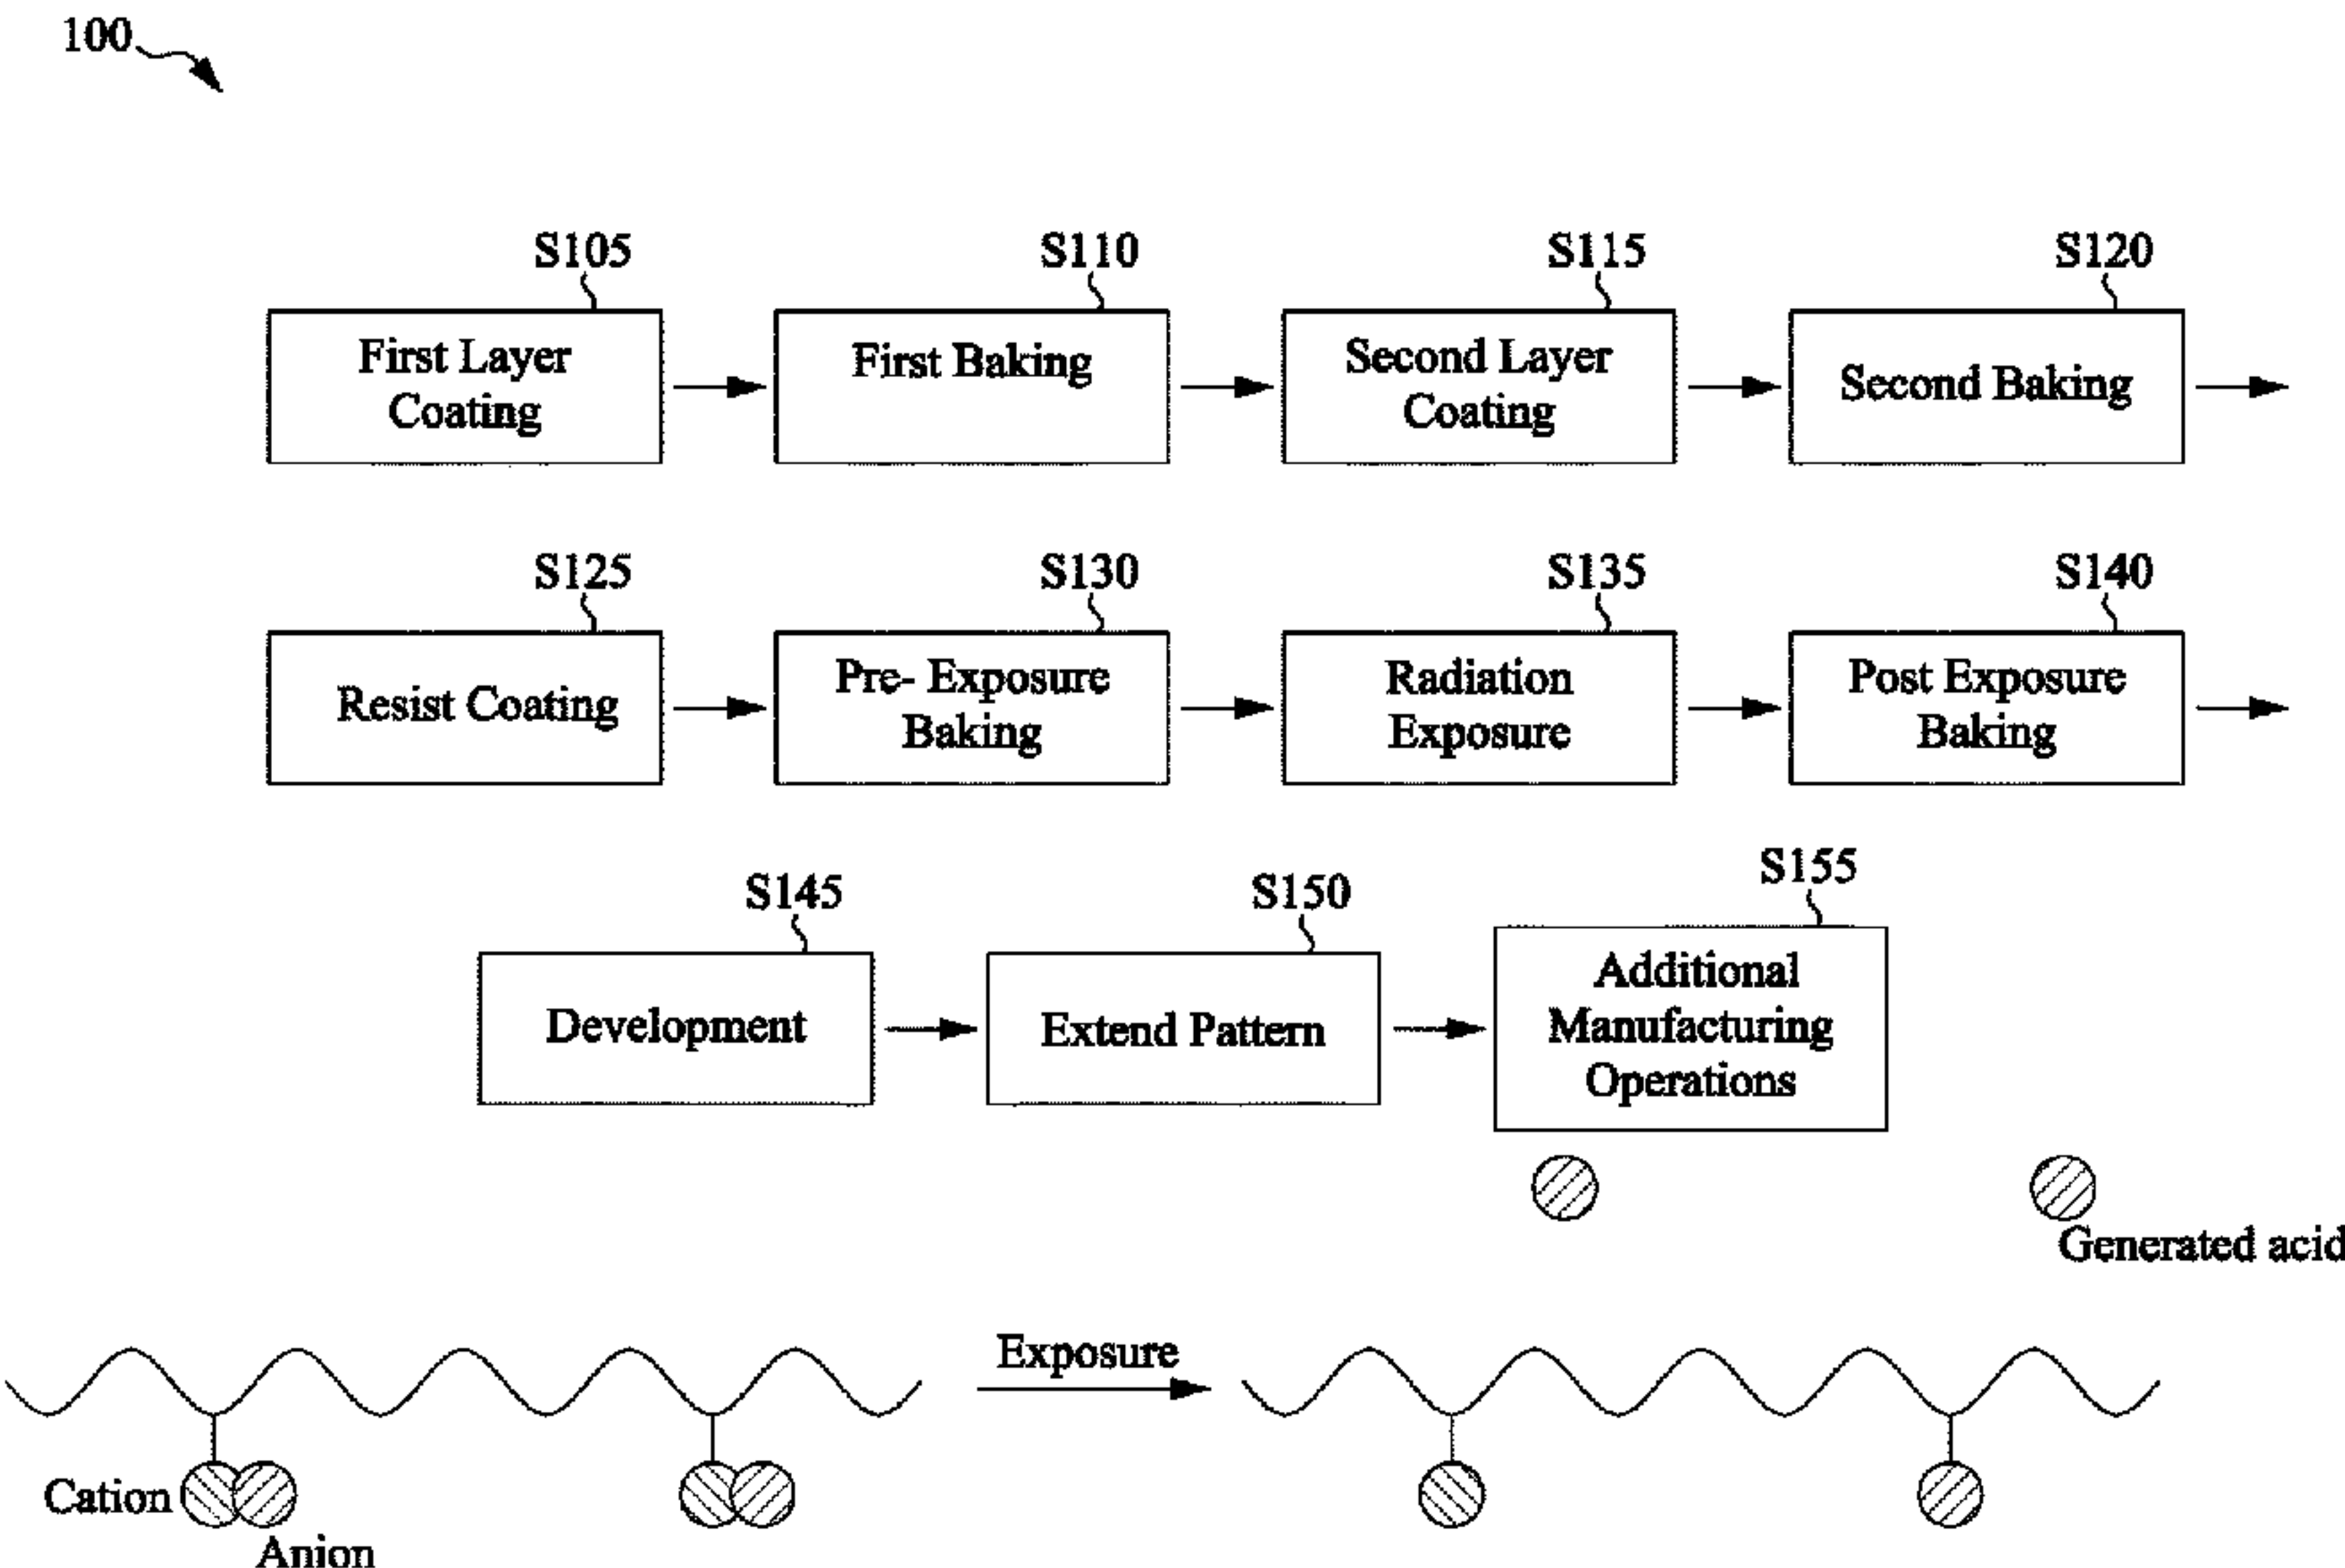 100
S105
S110
S115
S120
First Layer
Coating
First Baking
Second Layer
Coating
Second Baking
S125
S130
S135
S140
Resist Coating
Pre- Exposure
Baking
Radiation
Exposure
Post Exposure
Baking
S145
S150
S155
Development
Extend Pattern
Additional
Manufacturing
Operations
Generated acid
Exposure
Cation
Anion